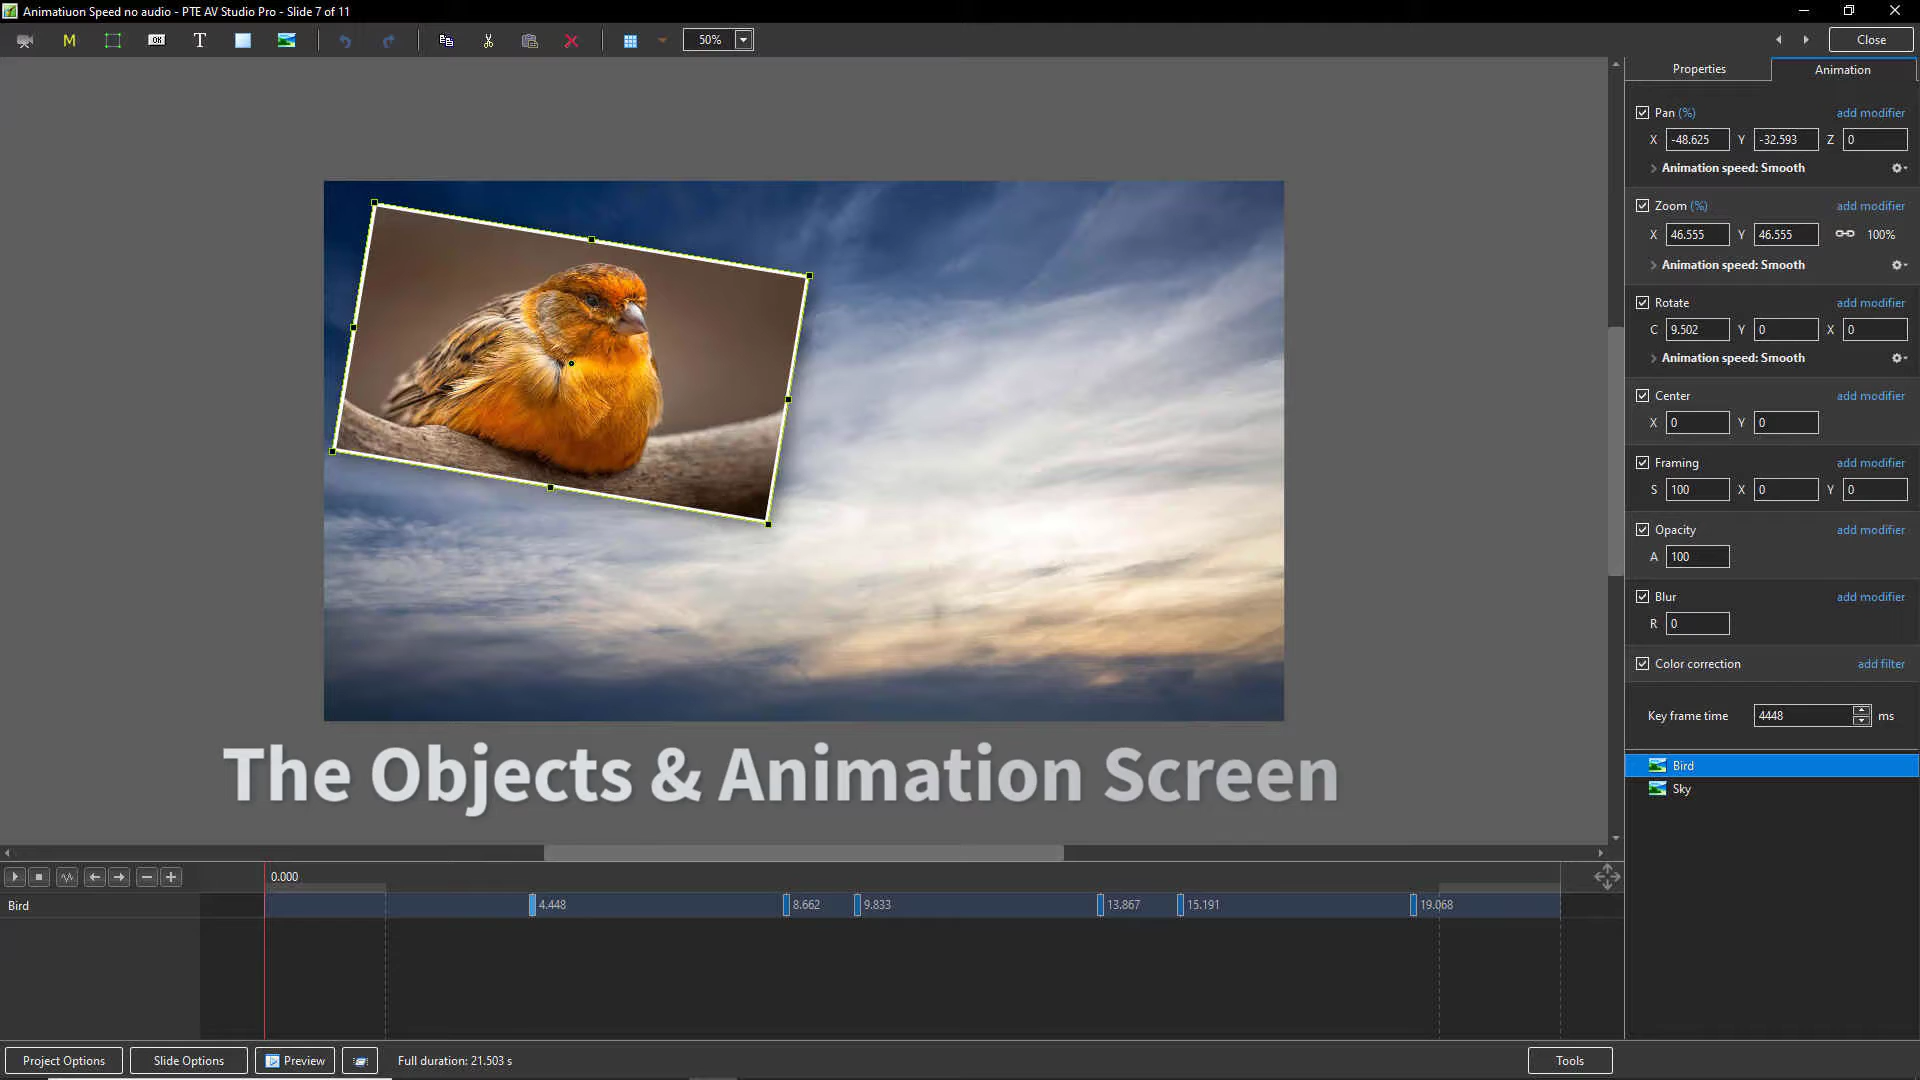 Animatiuon Speed no audio - PTE AV Studio Pro - Slide 7 of 11
M OK T 50% Close
Properties Animation
Pan (%) add modifier
X -48.625 Y -32.593 Z 0
Animation speed: Smooth
Zoom (%) add modifier
X 46.555 Y 46.555 100%
Animation speed: Smooth
Rotate add modifier
C 9.502 Y 0 X 0
Animation speed: Smooth
Center add modifier
X 0 Y 0
Framing add modifier
S 100 X 0 Y 0
Opacity add modifier
A 100
Blur add modifier
R 0
Color correction add filter
Key frame time 4448 ms
Bird
Sky
The Objects & Animation Screen
0.000
Bird 4.448 8.662 9.833 13.867 15.191 19.068
Project Options Slide Options Preview Full duration: 21.503 s Tools